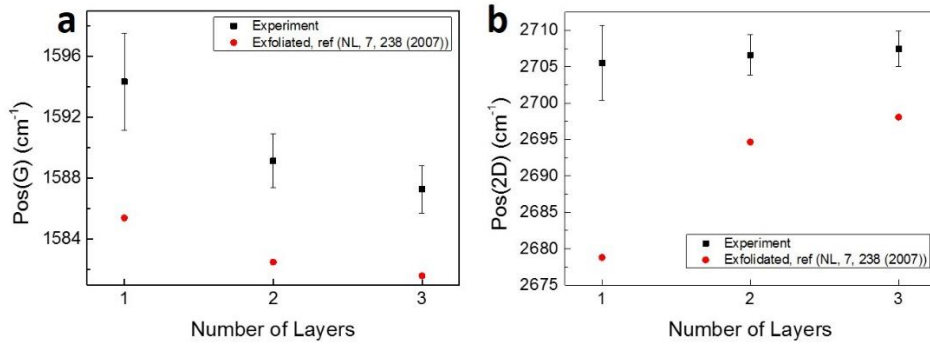 a
Experiment
Exfoliated, ref (NL, 7, 238 (2007))
1596
1592
1588
1584
Pos(G) (cm⁻¹)
1 2 3
Number of Layers
b
2710
2705
2700
2695
2690
2685
2680
2675
Pos(2D) (cm⁻¹)
Experiment
Exfolidated, ref (NL, 7, 238 (2007))
1 2 3
Number of Layers